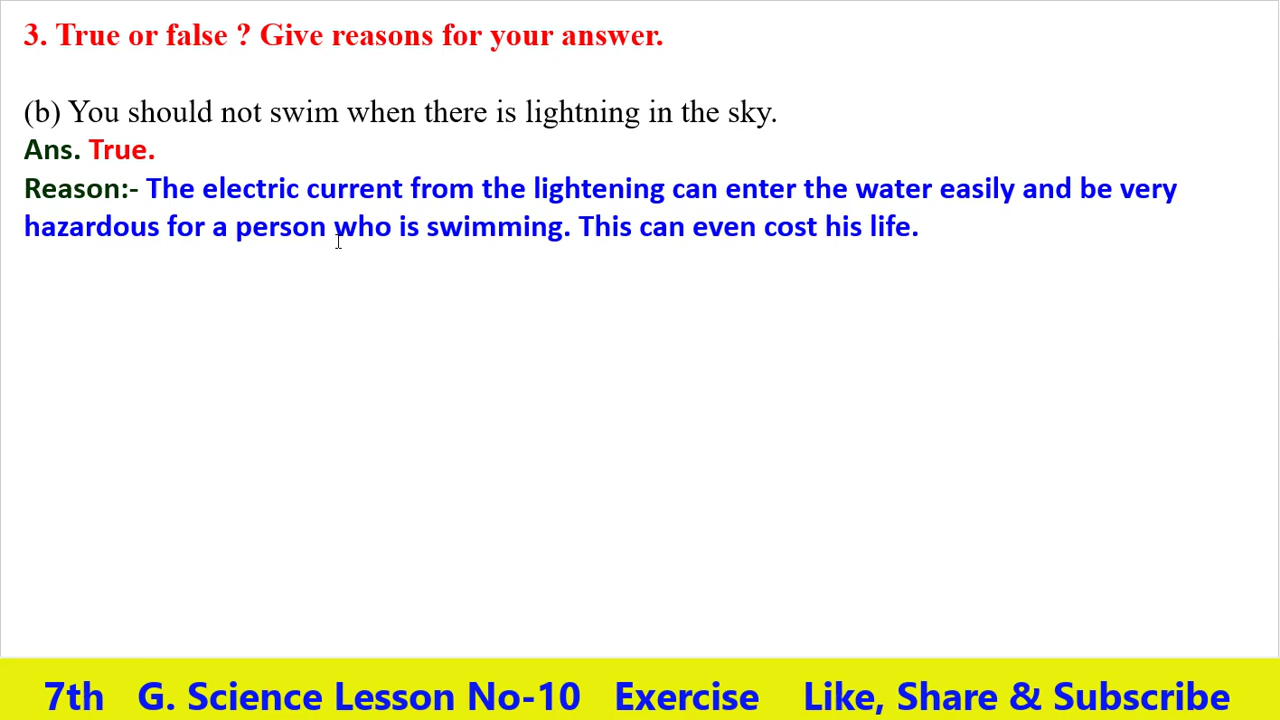 3. True or false ? Give reasons for your answer.
(b) You should not swim when there is lightning in the sky.
Ans. True.
Reason:- The electric current from the lightening can enter the water easily and be very
hazardous for a person who is swimming. This can even cost his life.
7th G. Science Lesson No-10 Exercise Like, Share & Subscribe